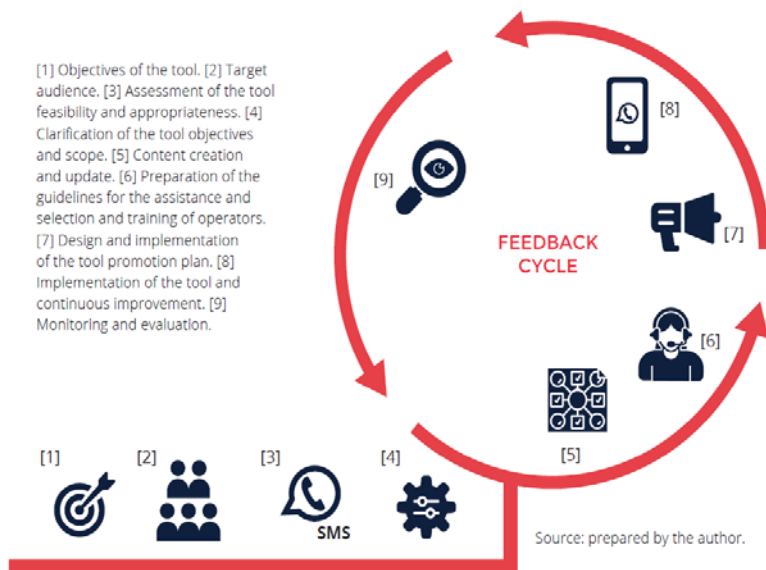 [1] Objectives of the tool. [2] Target
audience. [3] Assessment of the tool
feasibility and appropriateness. [4]
Clarification of the tool objectives
and scope. [5] Content creation
and update. [6] Preparation of the
guidelines for the assistance and
selection and training of operators.
[7] Design and implementation
of the tool promotion plan. [8]
Implementation of the tool and
continuous improvement. [9]
Monitoring and evaluation.
[8]
[9]
[7]
FEEDBACK
CYCLE
[6]
[5]
[1]
[2]
[3]
[4]
SMS
Source: prepared by the author.